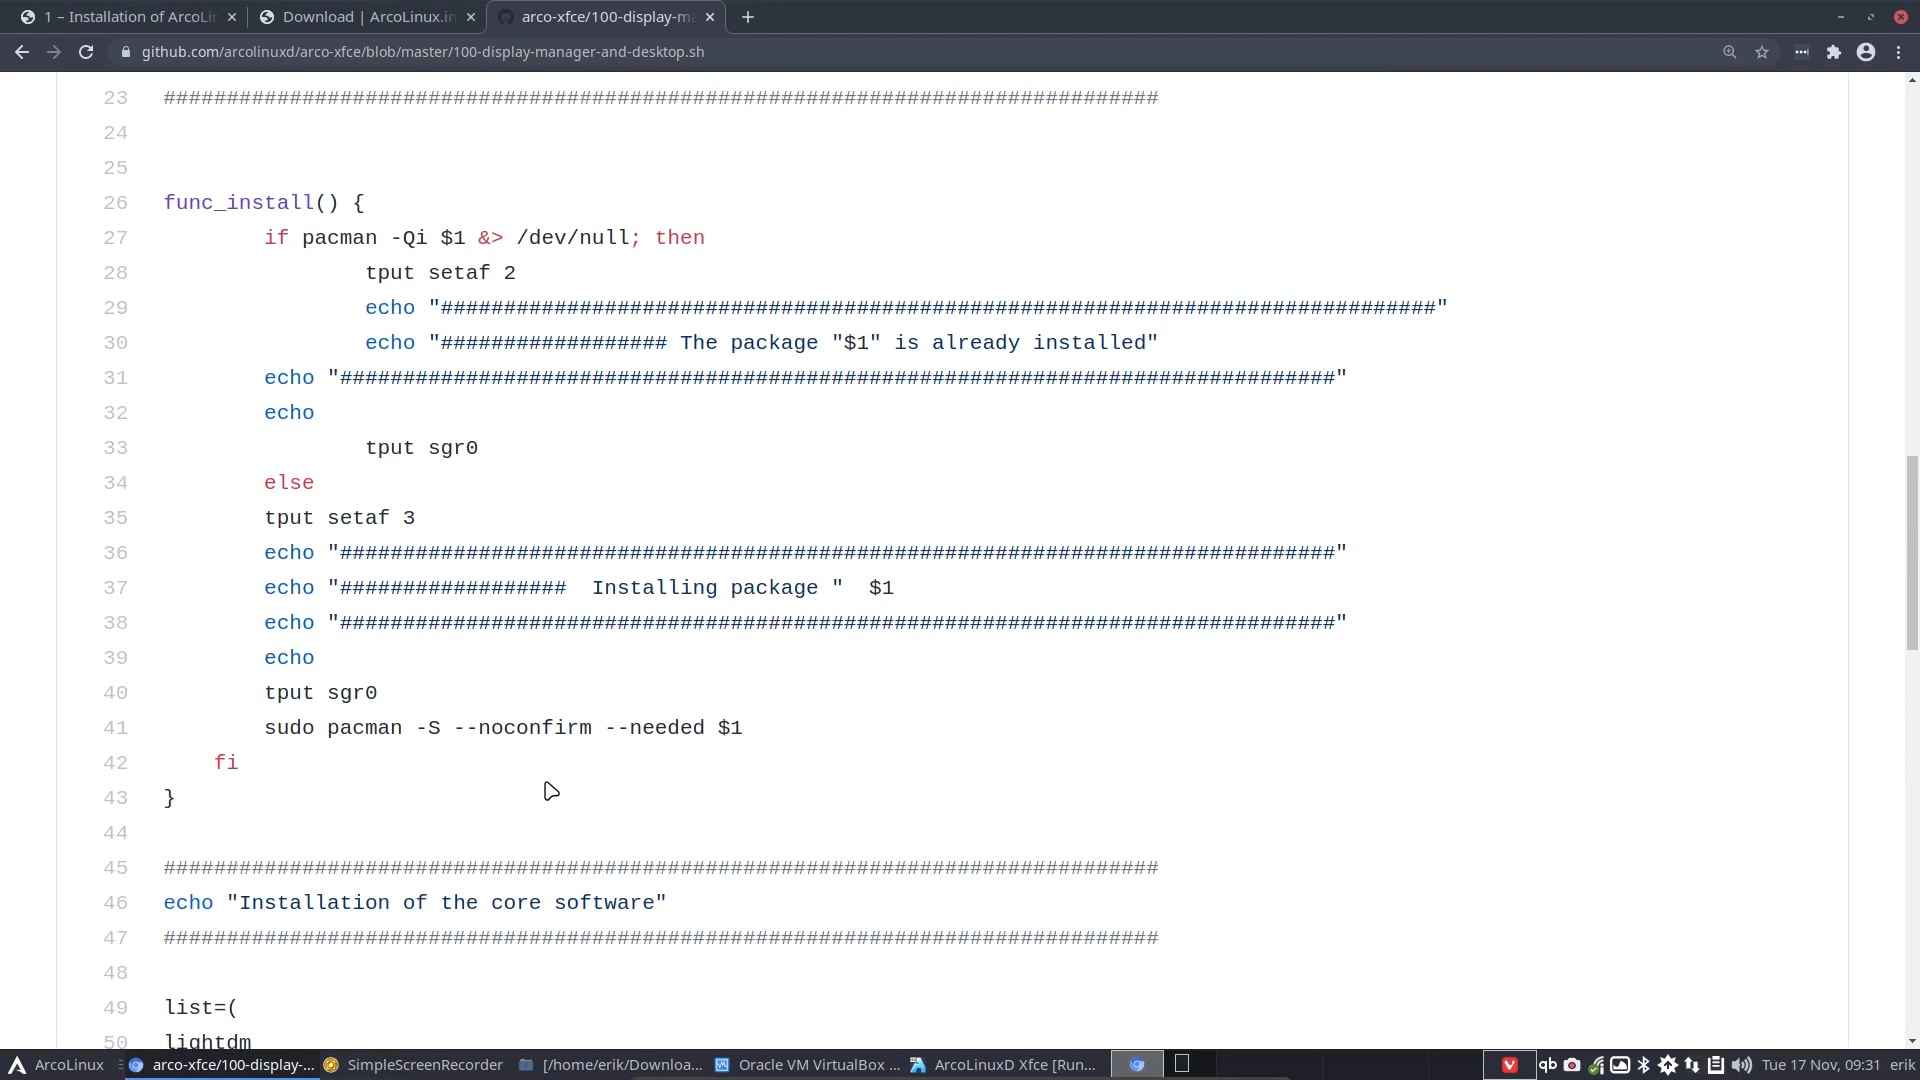 1 – Installation of ArcoLi
Download | ArcoLinux.in
arco-xfce/100-display-ma
github.com/arcolinuxd/arco-xfce/blob/master/100-display-manager-and-desktop.sh
23 ###############################################################################
24
25
26 func_install() {
27 if pacman -Qi $1 &> /dev/null; then
28 tput setaf 2
29 echo "###############################################################################"
30 echo "################## The package "$1" is already installed"
31 echo "###############################################################################"
32 echo
33 tput sgr0
34 else
35 tput setaf 3
36 echo "###############################################################################"
37 echo "##################  Installing package "  $1
38 echo "###############################################################################"
39 echo
40 tput sgr0
41 sudo pacman -S --noconfirm --needed $1
42 fi
43 }
44
45 ###############################################################################
46 echo "Installation of the core software"
47 ###############################################################################
48
49 list=(
50 lightdm
ArcoLinux arco-xfce/100-display-... SimpleScreenRecorder [/home/erik/Downloa... Oracle VM VirtualBox ... ArcoLinuxD Xfce [Run... qb Tue 17 Nov, 09:31 erik